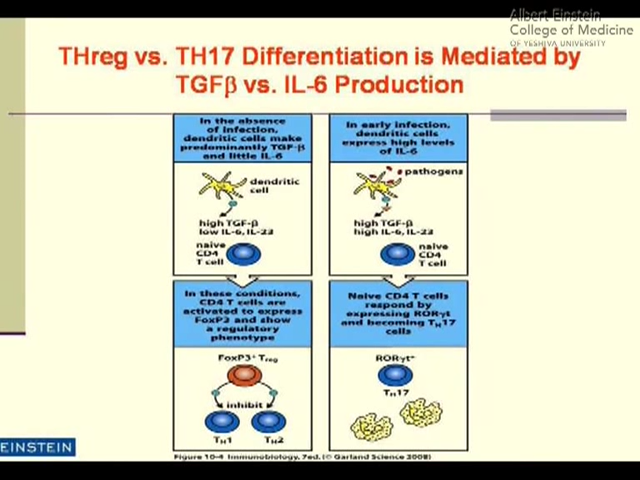 Albert Einstein
College of Medicine
OF YESHIVA UNIVERSITY
THreg vs. TH17 Differentiation is Mediated by
TGFβ vs. IL-6 Production
In the absence
of infection,
dendritic cells make
predominantly TGF-β
and little IL-6
dendritic
cell
high TGF-β
low IL-6, IL-23
naive
CD4
T cell
In these conditions,
CD4 T cells are
activated to express
FoxP3 and show
a regulatory
phenotype
FoxP3⁺ Treg
inhibit
TH1
TH2
In early infection,
dendritic cells
express high levels
of IL-6
pathogens
high TGF-β
high IL-6, IL-23
naive
CD4
T cell
Naive CD4 T cells
respond by
expressing RORγt
and becoming TH17
cells
RORγt⁺
TH17
Figure 10-4 Immunobiology, 7ed. (© Garland Science 2008)
EINSTEIN